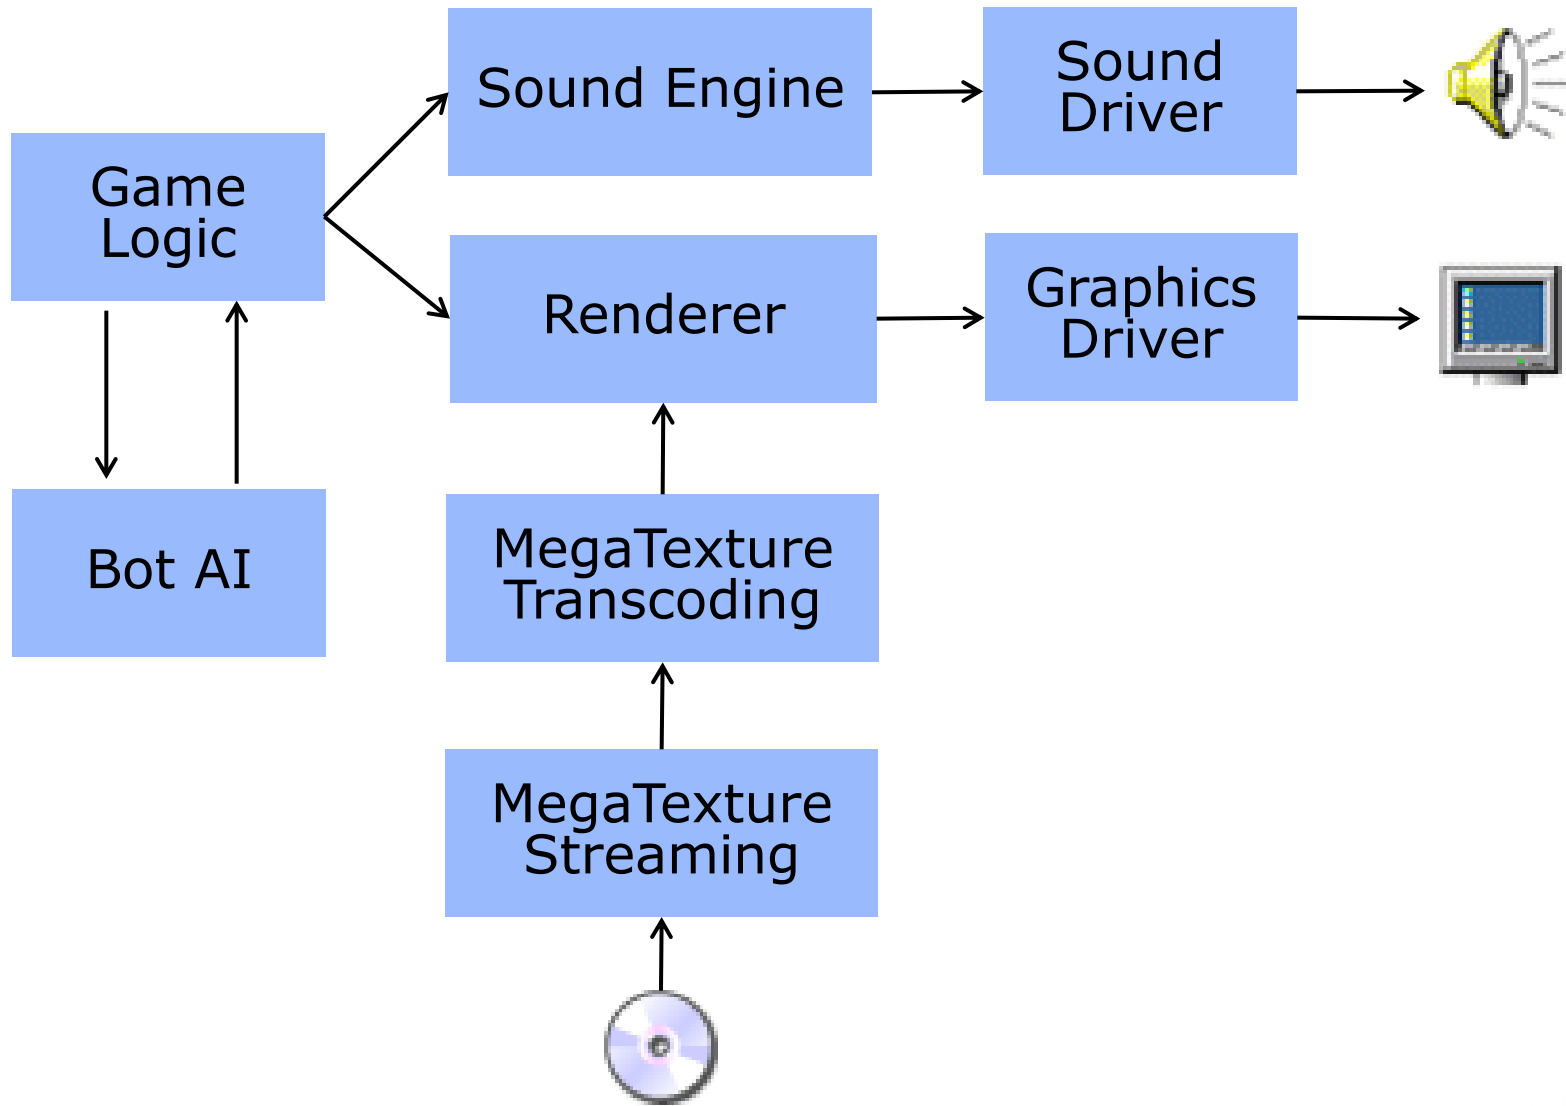 Sound Engine
Sound
Driver
Game
Logic
Renderer
Graphics
Driver
Bot AI
MegaTexture
Transcoding
MegaTexture
Streaming